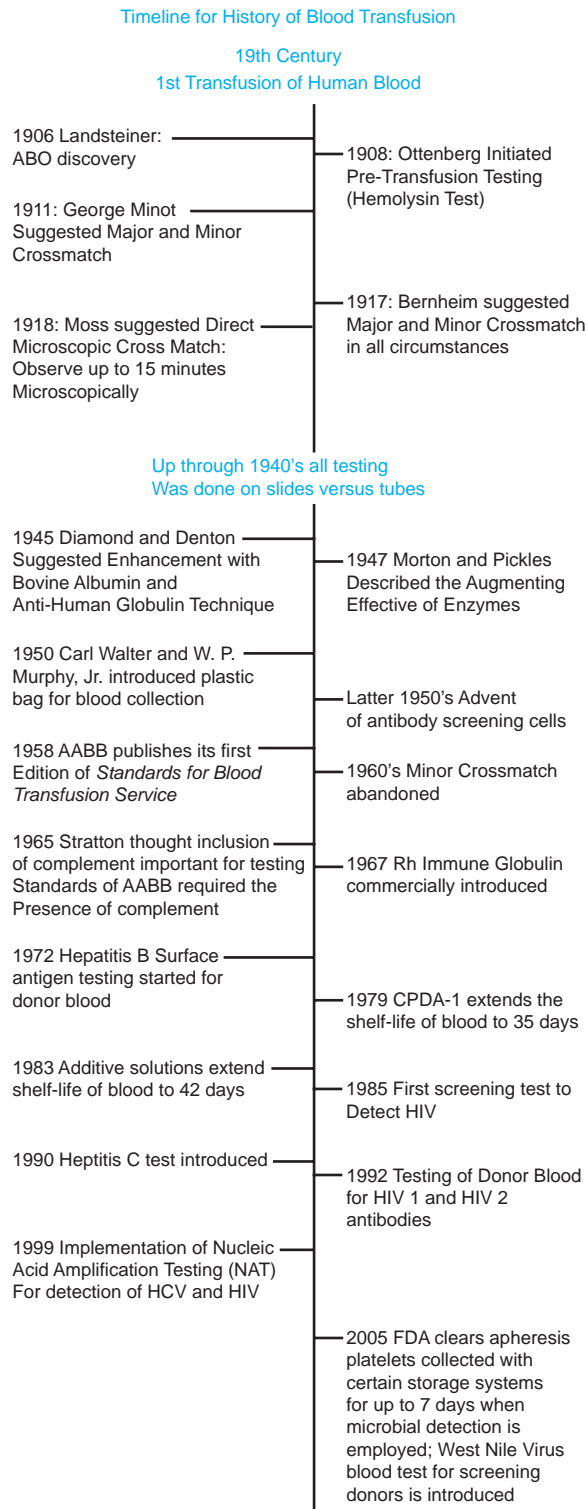 Timeline for History of Blood Transfusion
19th Century
1st Transfusion of Human Blood
1906 Landsteiner:
ABO discovery
1908: Ottenberg Initiated
Pre-Transfusion Testing
(Hemolysin Test)
1911: George Minot
Suggested Major and Minor
Crossmatch
1917: Bernheim suggested
Major and Minor Crossmatch
in all circumstances
1918: Moss suggested Direct
Microscopic Cross Match:
Observe up to 15 minutes
Microscopically
Up through 1940's all testing
Was done on slides versus tubes
1945 Diamond and Denton
Suggested Enhancement with
Bovine Albumin and
Anti-Human Globulin Technique
1947 Morton and Pickles
Described the Augmenting
Effective of Enzymes
1950 Carl Walter and W. P.
Murphy, Jr. introduced plastic
bag for blood collection
Latter 1950's Advent
of antibody screening cells
1958 AABB publishes its first
Edition of Standards for Blood
Transfusion Service
1960's Minor Crossmatch
abandoned
1965 Stratton thought inclusion
of complement important for testing
Standards of AABB required the
Presence of complement
1967 Rh Immune Globulin
commercially introduced
1972 Hepatitis B Surface
antigen testing started for
donor blood
1979 CPDA-1 extends the
shelf-life of blood to 35 days
1983 Additive solutions extend
shelf-life of blood to 42 days
1985 First screening test to
Detect HIV
1990 Heptitis C test introduced
1992 Testing of Donor Blood
for HIV 1 and HIV 2
antibodies
1999 Implementation of Nucleic
Acid Amplification Testing (NAT)
For detection of HCV and HIV
2005 FDA clears apheresis
platelets collected with
certain storage systems
for up to 7 days when
microbial detection is
employed; West Nile Virus
blood test for screening
donors is introduced